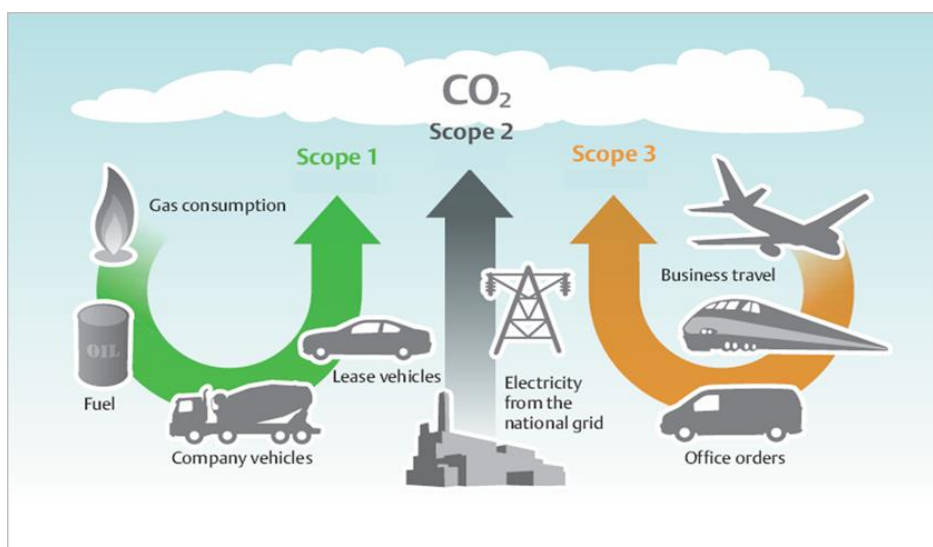 CO₂
Scope 2
Scope 1
Scope 3
Gas consumption
Business travel
OIL
Fuel
Lease vehicles
Electricity
from the
national grid
Company vehicles
Office orders